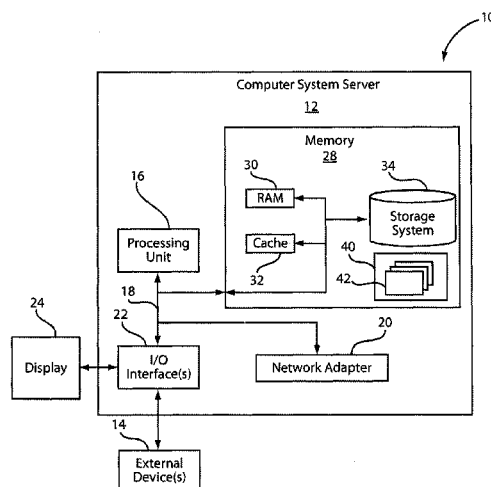 10
Computer System Server
12
Memory
28
30
RAM
34
Storage
System
16
Processing
Unit
Cache
32
40
42
18
24
22
20
Display
I/O
Interface(s)
Network Adapter
14
External
Device(s)